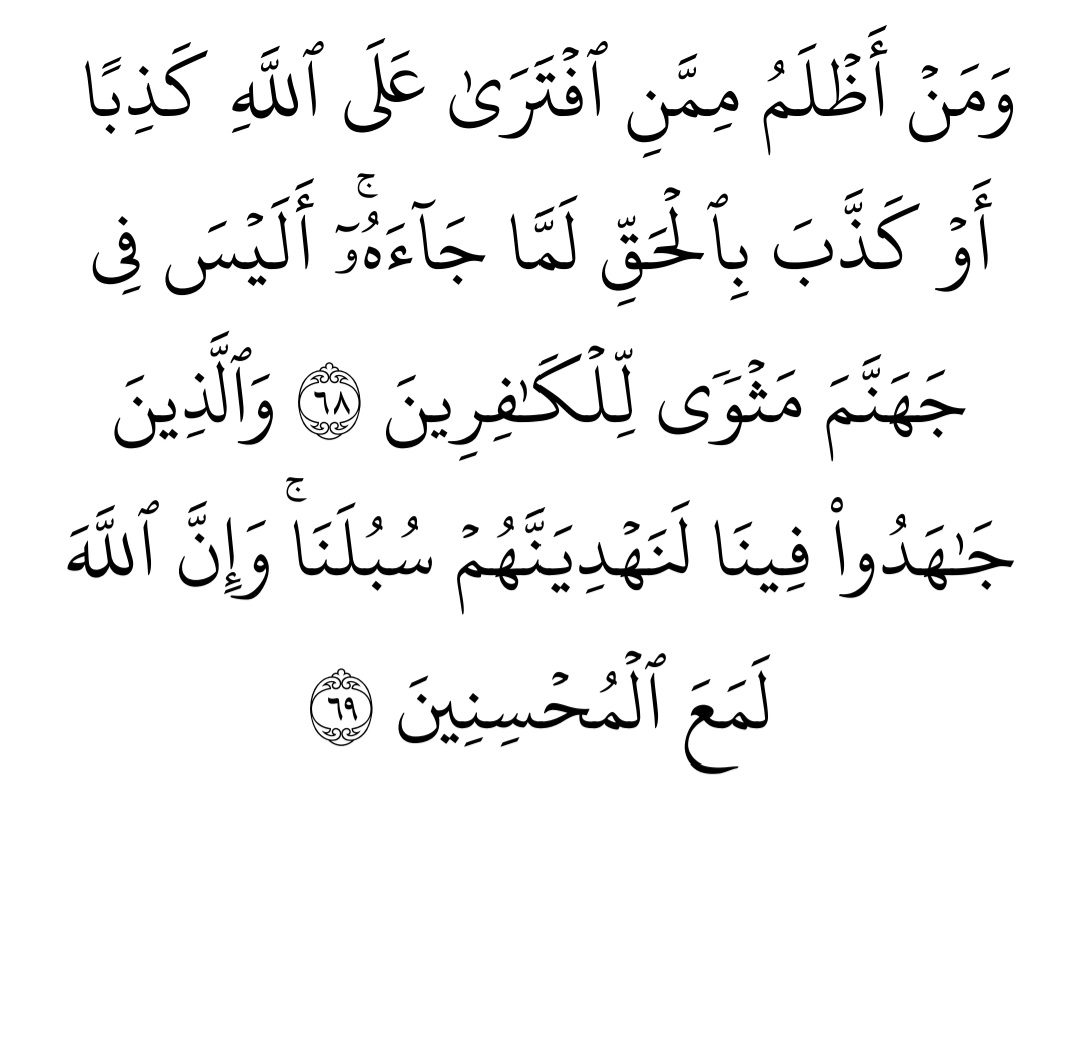 وَمَنۡ أَظۡلَمُ مِمَّنِ ٱفۡتَرَىٰ عَلَى ٱللَّهِ كَذِبًا
أَوۡ كَذَّبَ بِٱلۡحَقِّ لَمَّا جَآءَهُۥٓۚ أَلَيۡسَ فِى
جَهَنَّمَ مَثۡوَى لِّلۡكَـٰفِرِينَ ٦٨ وَٱلَّذِينَ
جَـٰهَدُوا۟ فِينَا لَنَهۡدِيَنَّهُمۡ سُبُلَنَاۚ وَإِنَّ ٱللَّهَ
لَمَعَ ٱلۡمُحۡسِنِينَ ٦٩